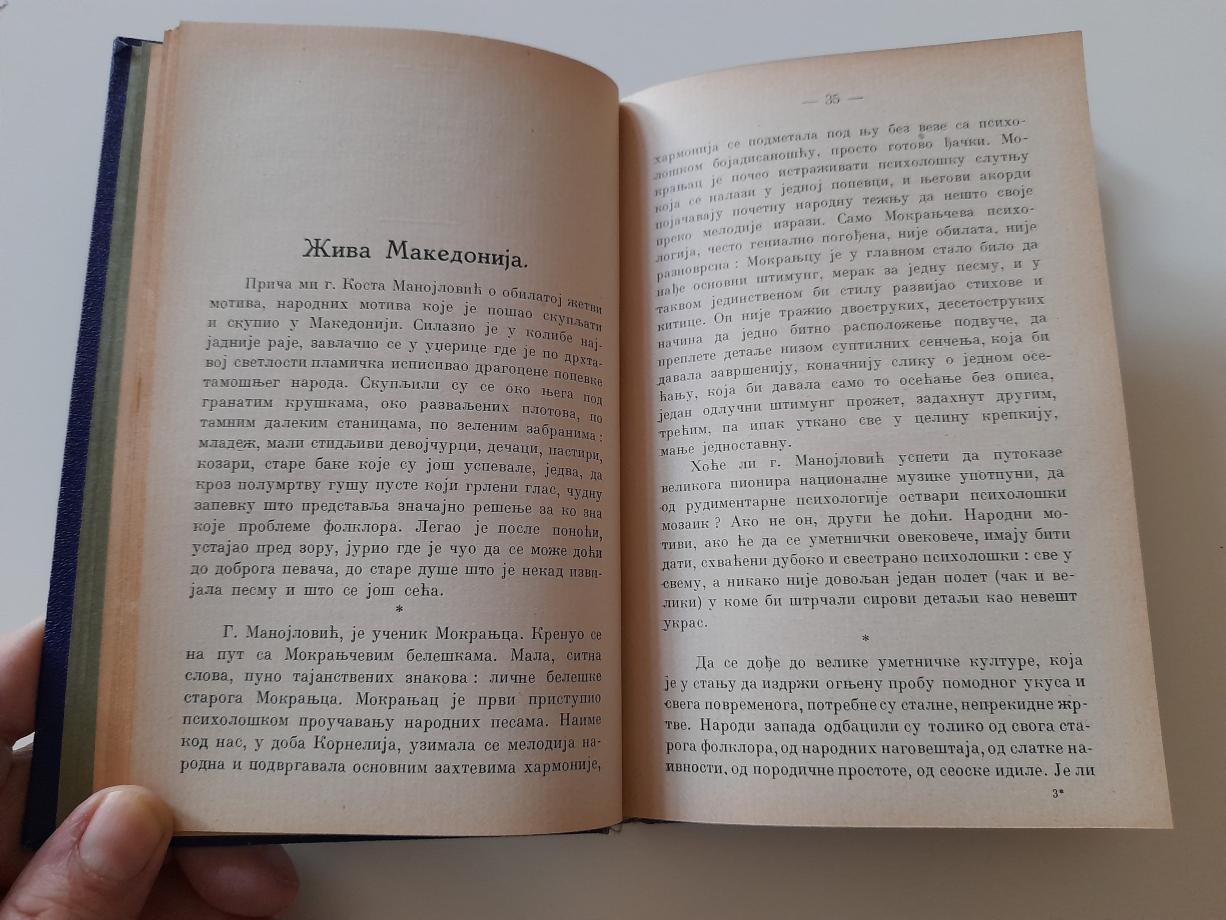 Жива Македонија.
Прича ми г. Коста Манојловић о обилатој жетви
мотива, народних мотива које је пошао скупљати
и скупио у Македонији. Силазио је у колибе нај-
јадније раје, завлачио се у уџерице где је по дрхта-
вој светлости пламичка исписивао драгоцене попевке
тамошњег народа. Скупљили су се око њега под
гранатим крушкама, око разваљених плотова, по
тамним далеким станицама, по зеленим забранима :
младеж, мали стидљиви девојчурци, дечаци, пастири,
козари, старе баке које су још успевале, једва, да
кроз полумртву гушу пусте који грлени глас, чудну
запевку што представља значајно решење за ко зна
које проблеме фолклора. Легао је после поноћи,
устајао пред зору, јурио где је чуо да се може доћи
до доброга певача, до старе душе што је некад изви-
јала песму и што се још сећа.
*
Г. Манојловић, је ученик Мокрањца. Кренуо се
на пут са Мокрањчевим белешкама. Мала, ситна
слова, пуно тајанствених знакова : личне белешке
старога Мокрањца. Мокрањац је први приступио
психолошком проучавању народних песама. Наиме
код нас, у доба Корнелија, узимала се мелодија на-
родна и подвргавала основним захтевима хармоније,
— 35 —
хармонија се подметала под њу без везе са психо-
лошком бојадисаношћу, просто готово ђачки. Мо-
крањац је почео истраживати психолошку слутњу
која се налази у једној попевци, и његови акорди
појачавају почетну народну тежњу да нешто своје
преко мелодије изрази. Само Мокрањчева психо-
логија, често генијално погођена, није обилата, није
разноврсна : Мокрањцу је у главном стало било да
нађе основни штимунг, мерак за једну песму, и у
таквом јединственом би стилу развијао стихове и
китице. Он није тражио двоструких, десетоструких
начина да једно битно расположење подвуче, да
преплете детаље низом суптилних сенчења, која би
давала завршенију, коначнију слику о једном осе-
ћању, која би давала само то осећање без описа,
један одлучни штимунг прожет, задахнут другим,
трећим, па ипак уткано све у целину крепкију,
мање једноставну.
Хоће ли г. Манојловић успети да путоказе
великога пионира националне музике употпуни, да
од рудиментарне психологије оствари психолошки
мозаик ? Ако не он, други ће доћи. Народни мо-
тиви, ако ће да се уметнички овековече, имају бити
дати, схваћени дубоко и свестрано психолошки : све у
свему, а никако није довољан један полет (чак и ве-
лики) у коме би штрчали сирови детаљи као невешт
украс.
*
Да се дође до велике уметничке културе, која
је у стању да издржи огњену пробу помодног укуса и
свега повременога, потребне су сталне, непрекидне жр-
тве. Народи запада одбацили су толико од свога ста-
рога фолклора, од народних наговештаја, од слатке на-
ивности, од породичне простоте, од сеоске идиле. Је ли
3*